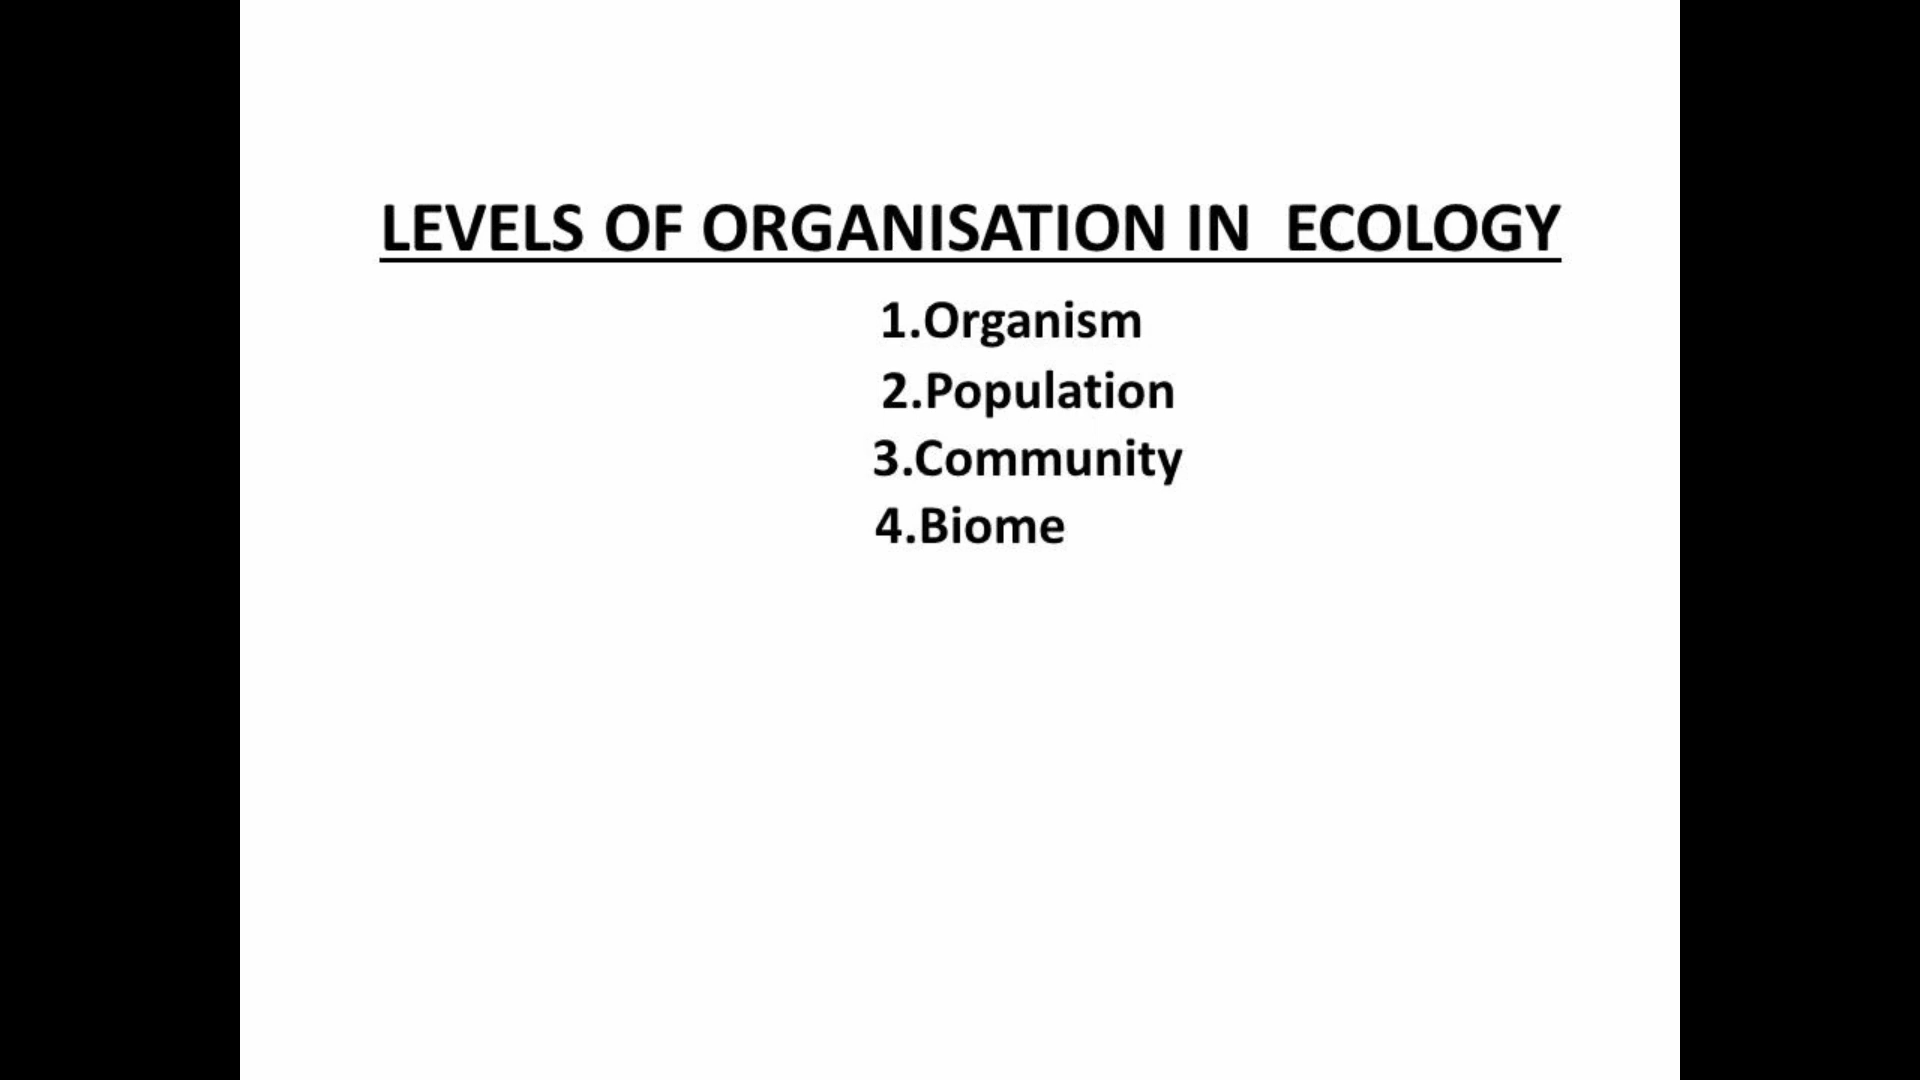 LEVELS OF ORGANISATION IN ECOLOGY
1.Organism
2.Population
3.Community
4.Biome